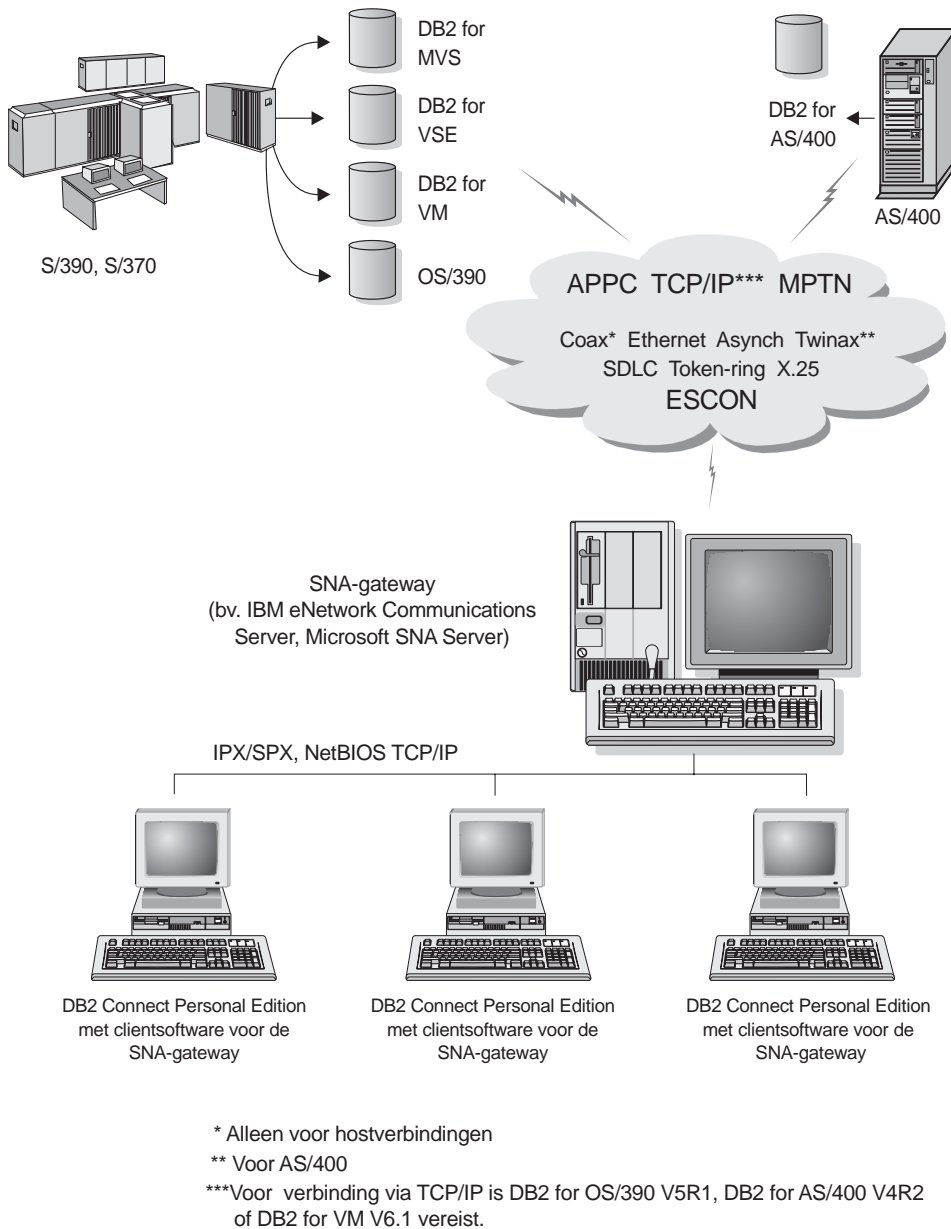 DB2 for
MVS
DB2 for
VSE
DB2 for
VM
OS/390
S/390, S/370
DB2 for
AS/400
AS/400
APPC TCP/IP*** MPTN
Coax* Ethernet Asynch Twinax**
SDLC Token-ring X.25
ESCON
SNA-gateway
(bv. IBM eNetwork Communications
Server, Microsoft SNA Server)
IPX/SPX, NetBIOS TCP/IP
DB2 Connect Personal Edition
met clientsoftware voor de
SNA-gateway
DB2 Connect Personal Edition
met clientsoftware voor de
SNA-gateway
DB2 Connect Personal Edition
met clientsoftware voor de
SNA-gateway
* Alleen voor hostverbindingen
** Voor AS/400
***Voor verbinding via TCP/IP is DB2 for OS/390 V5R1, DB2 for AS/400 V4R2
of DB2 for VM V6.1 vereist.